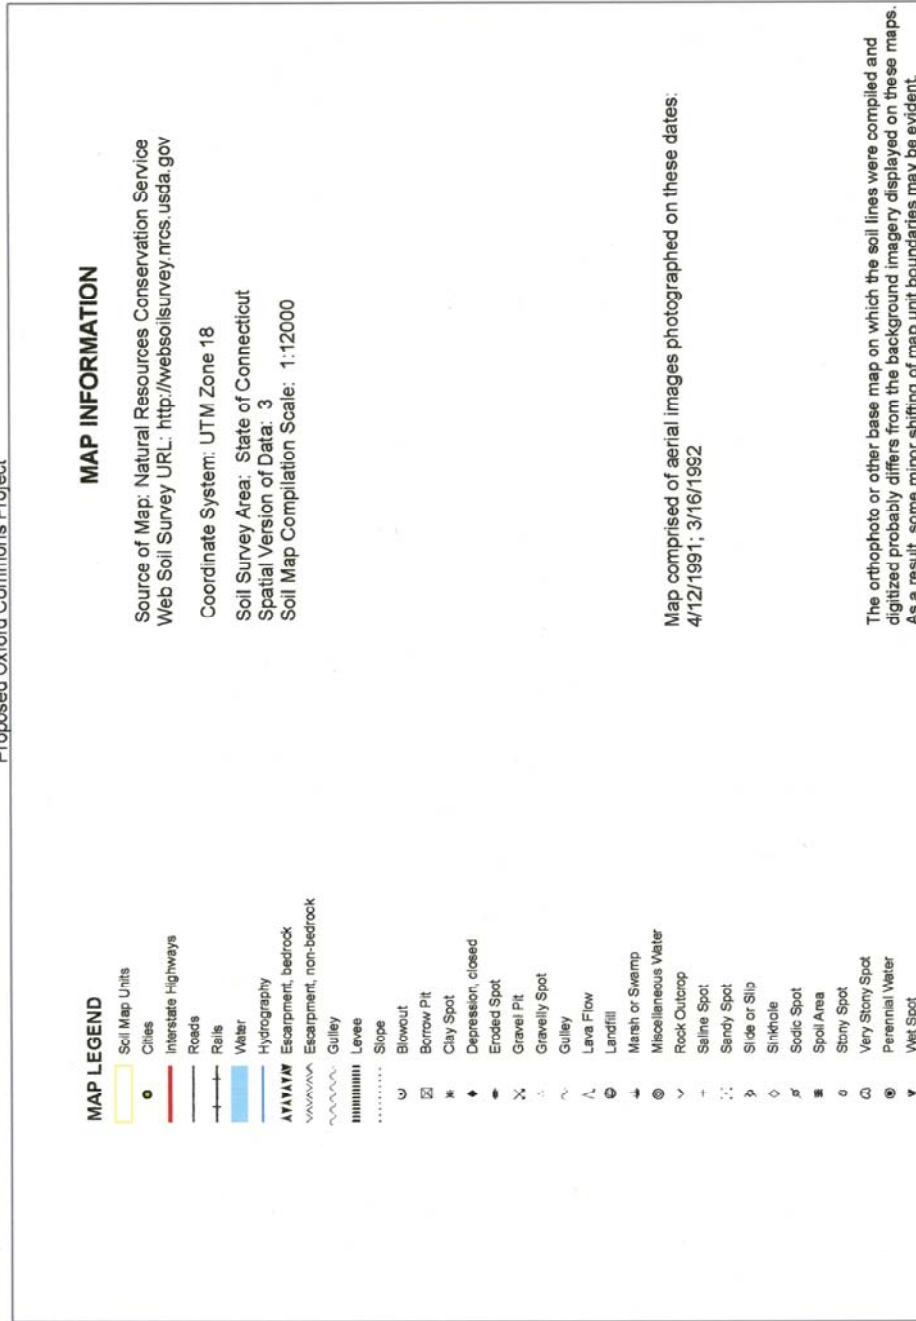 Proposed Oxford Commons Project
MAP LEGEND
Soil Map Units
Cities
Interstate Highways
Roads
Rails
Water
Hydrography
Escarpment, bedrock
Escarpment, non-bedrock
Gulley
Levee
Slope
Blowout
Borrow Pit
Clay Spot
Depression, closed
Eroded Spot
Gravel Pit
Gravelly Spot
Gulley
Lava Flow
Landfill
Marsh or Swamp
Miscellaneous Water
Rock Outcrop
Saline Spot
Sandy Spot
Slide or Slip
Sinkhole
Sodic Spot
Spoil Area
Stony Spot
Very Stony Spot
Perennial Water
Wet Spot
MAP INFORMATION
Source of Map: Natural Resources Conservation Service
Web Soil Survey URL: http://websoilsurvey.nrcs.usda.gov
Coordinate System: UTM Zone 18
Soil Survey Area: State of Connecticut
Spatial Version of Data: 3
Soil Map Compilation Scale: 1:12000
Map comprised of aerial images photographed on these dates:
4/12/1991; 3/16/1992
The orthophoto or other base map on which the soil lines were compiled and
digitized probably differs from the background imagery displayed on these maps.
As a result, some minor shifting of map unit boundaries may be evident.